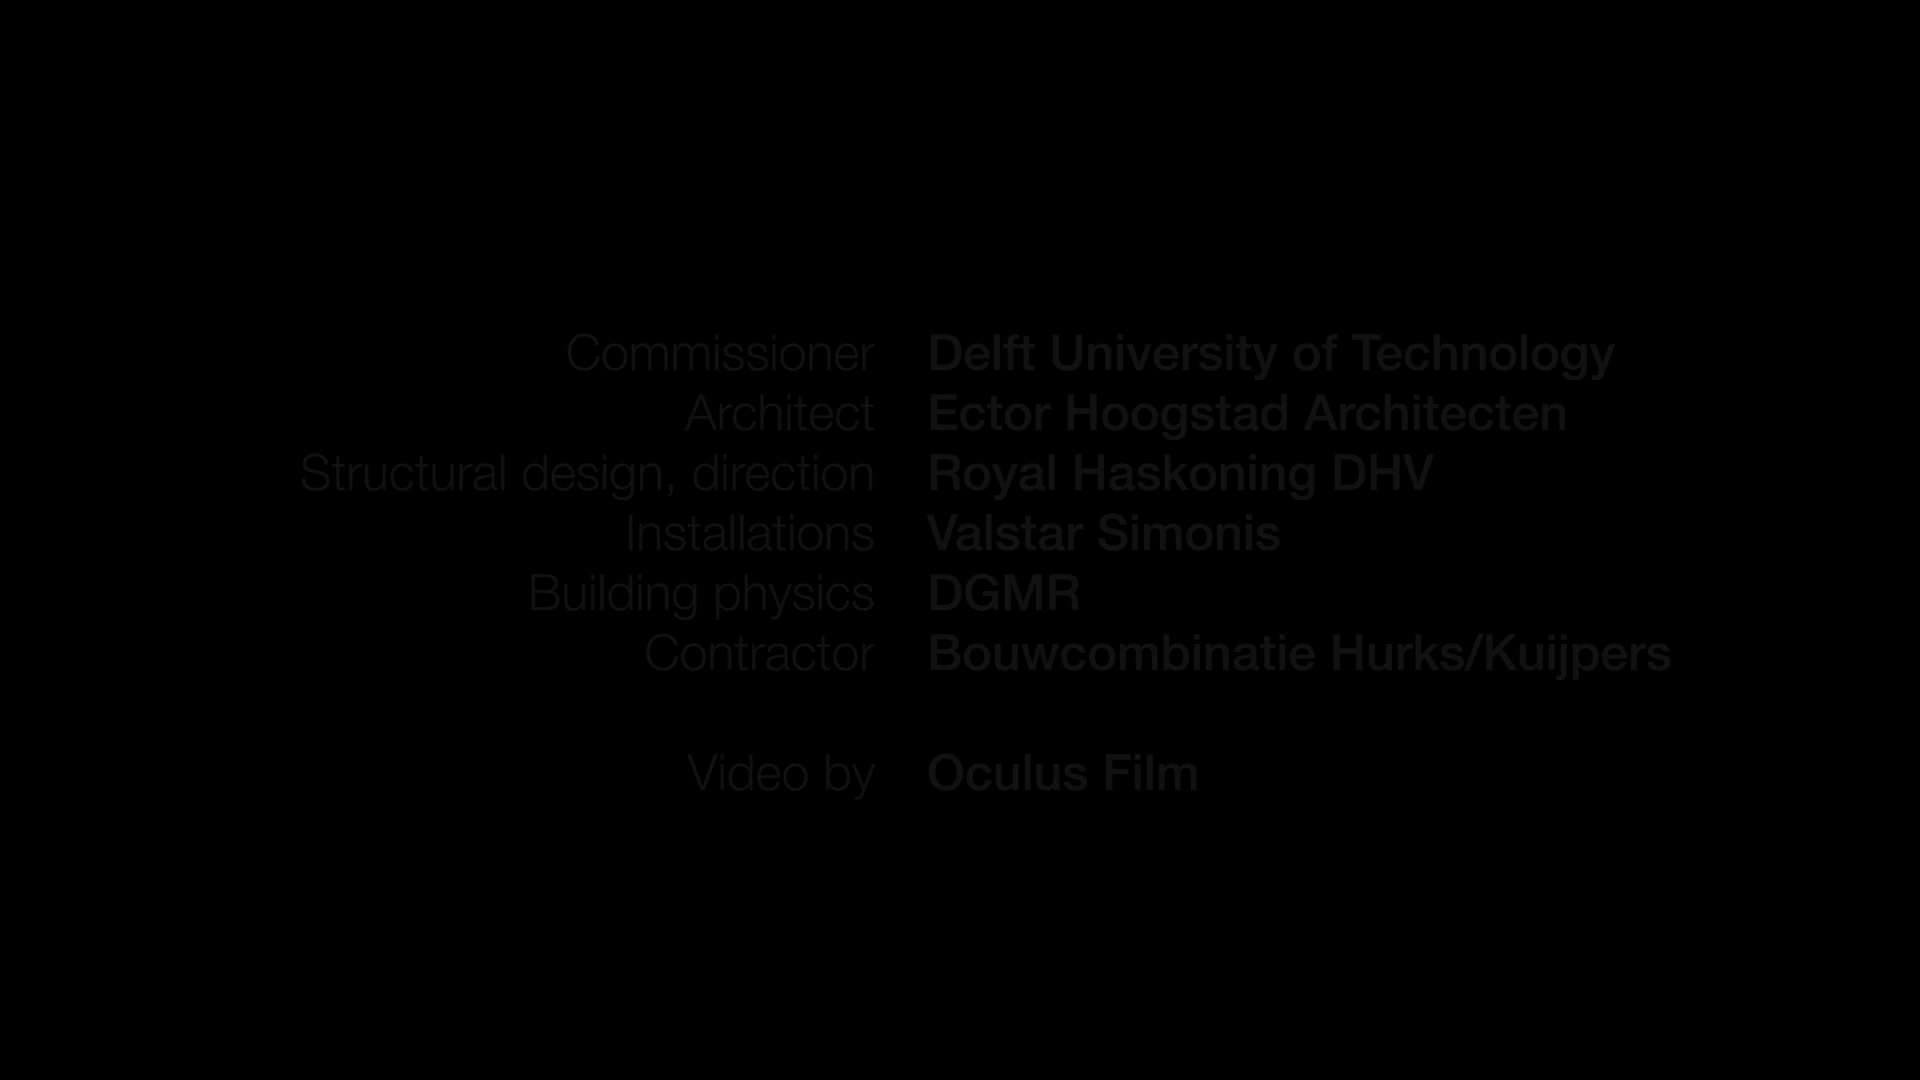 Commissioner Delft University of Technology
Architect Ector Hoogstad Architecten
Structural design, direction Royal Haskoning DHV
Installations Valstar Simonis
Building physics DGMR
Contractor Bouwcombinatie Hurks/Kuijpers
Video by Oculus Film